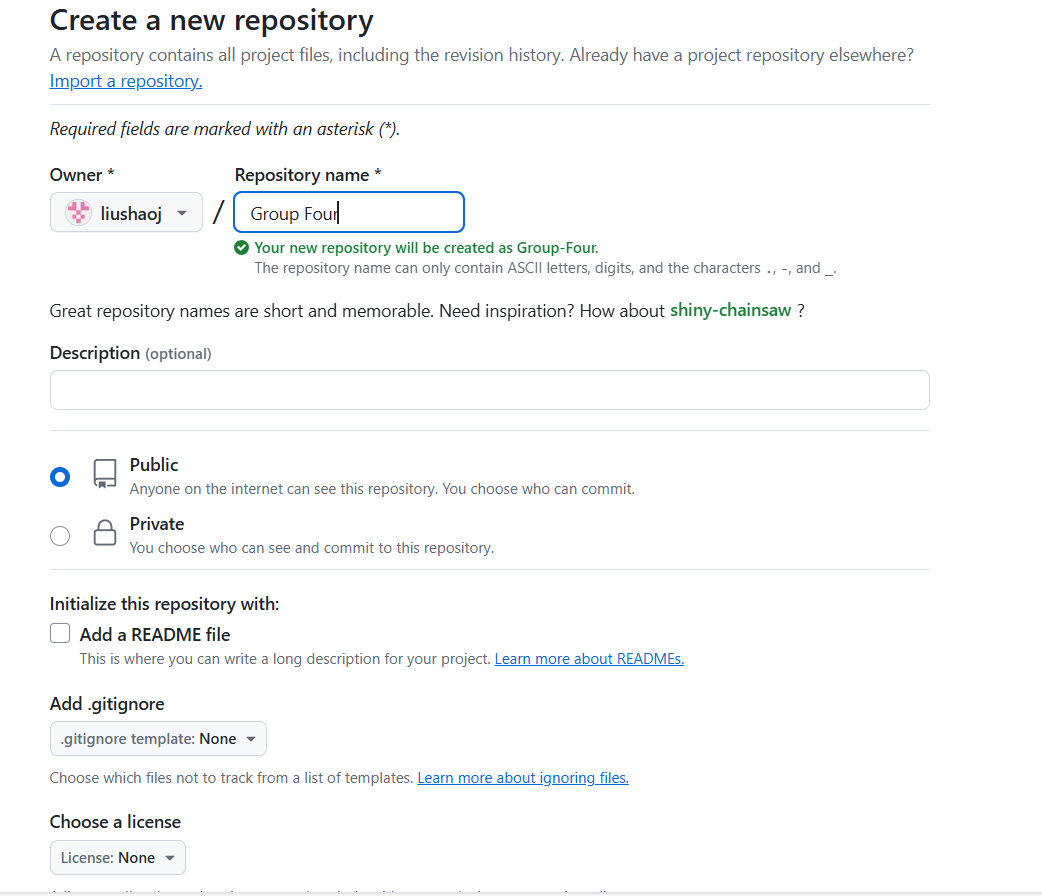 Create a new repository
A repository contains all project files, including the revision history. Already have a project repository elsewhere?
Import a repository.
Required fields are marked with an asterisk (*).
Owner * Repository name *
liushaoj / Group Four
Your new repository will be created as Group-Four.
The repository name can only contain ASCII letters, digits, and the characters ., -, and _.
Great repository names are short and memorable. Need inspiration? How about shiny-chainsaw ?
Description (optional)
Public
Anyone on the internet can see this repository. You choose who can commit.
Private
You choose who can see and commit to this repository.
Initialize this repository with:
Add a README file
This is where you can write a long description for your project. Learn more about READMEs.
Add .gitignore
.gitignore template: None
Choose which files not to track from a list of templates. Learn more about ignoring files.
Choose a license
License: None